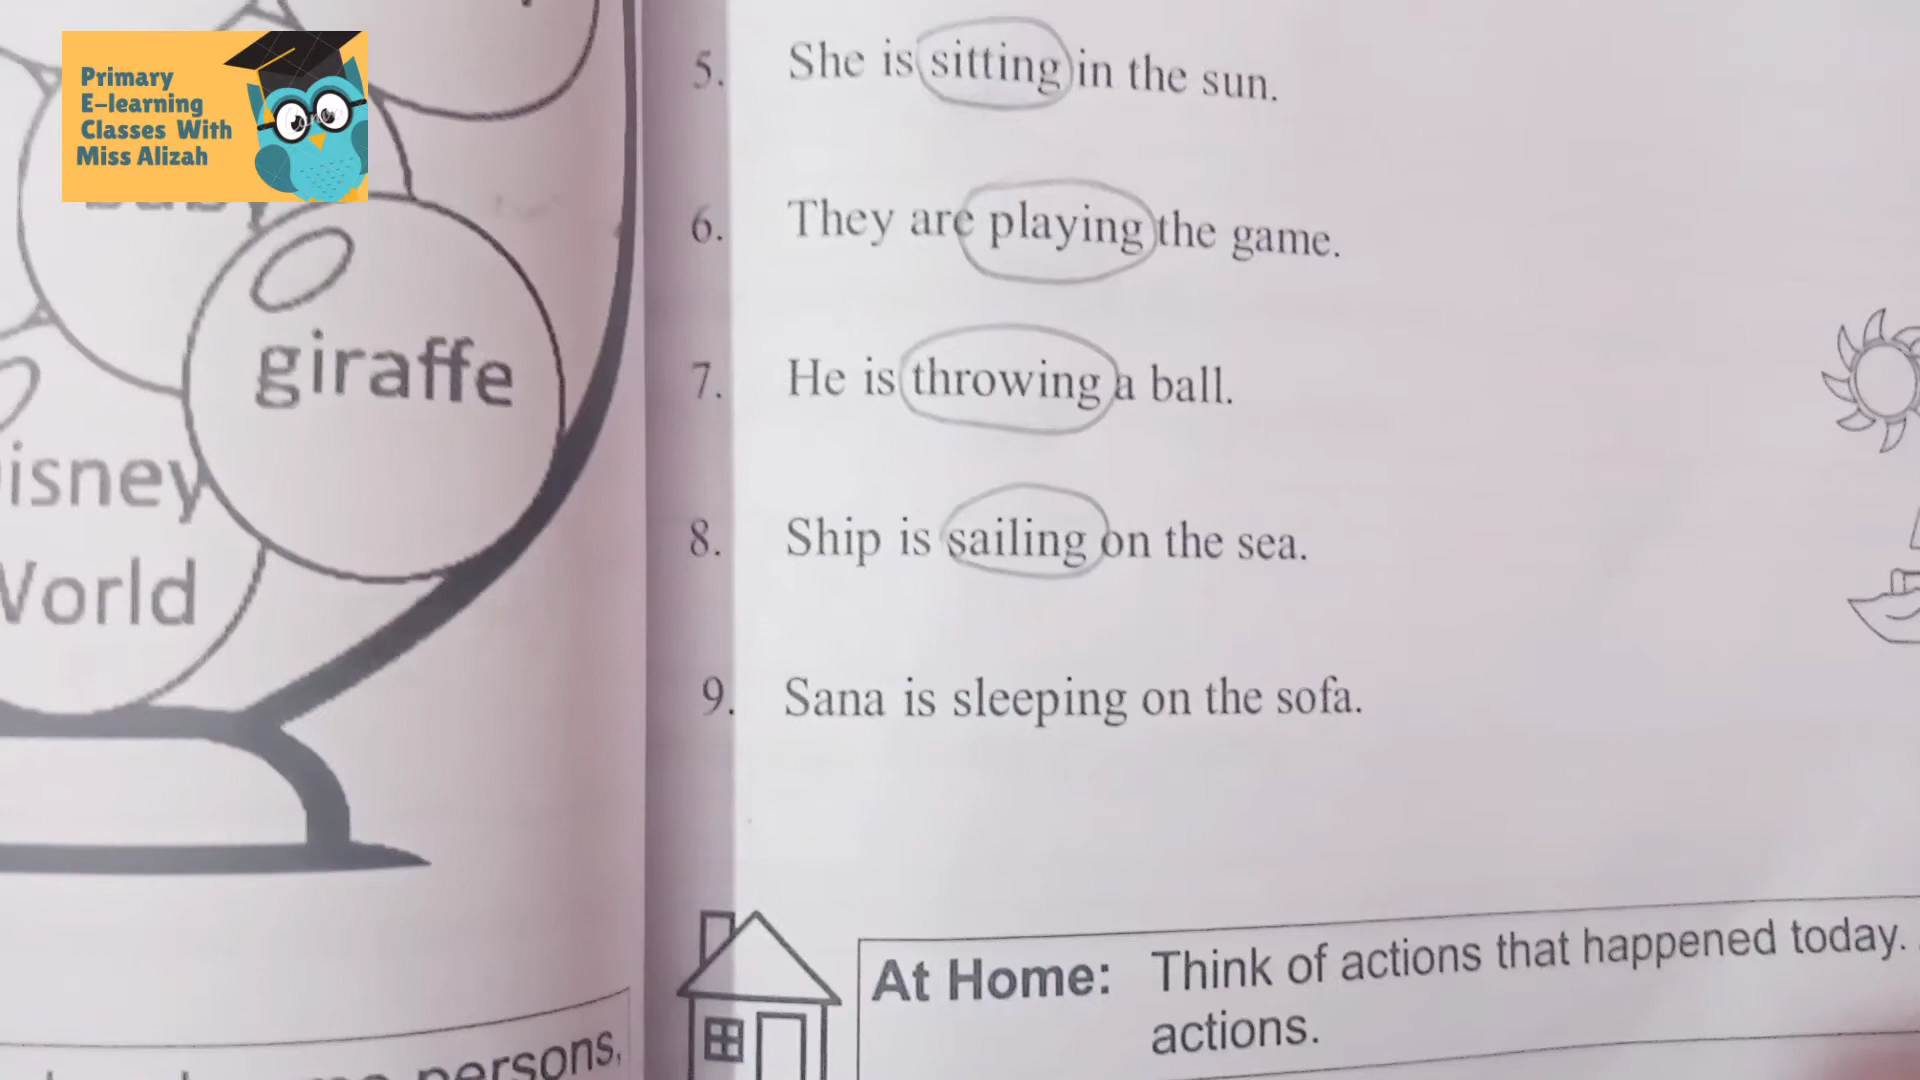 Primary
E-learning
Classes With
Miss Alizah
giraffe
isney
World
5. She is sitting in the sun.
6. They are playing the game.
7. He is throwing a ball.
8. Ship is sailing on the sea.
9. Sana is sleeping on the sofa.
At Home: Think of actions that happened today.
actions.
persons,